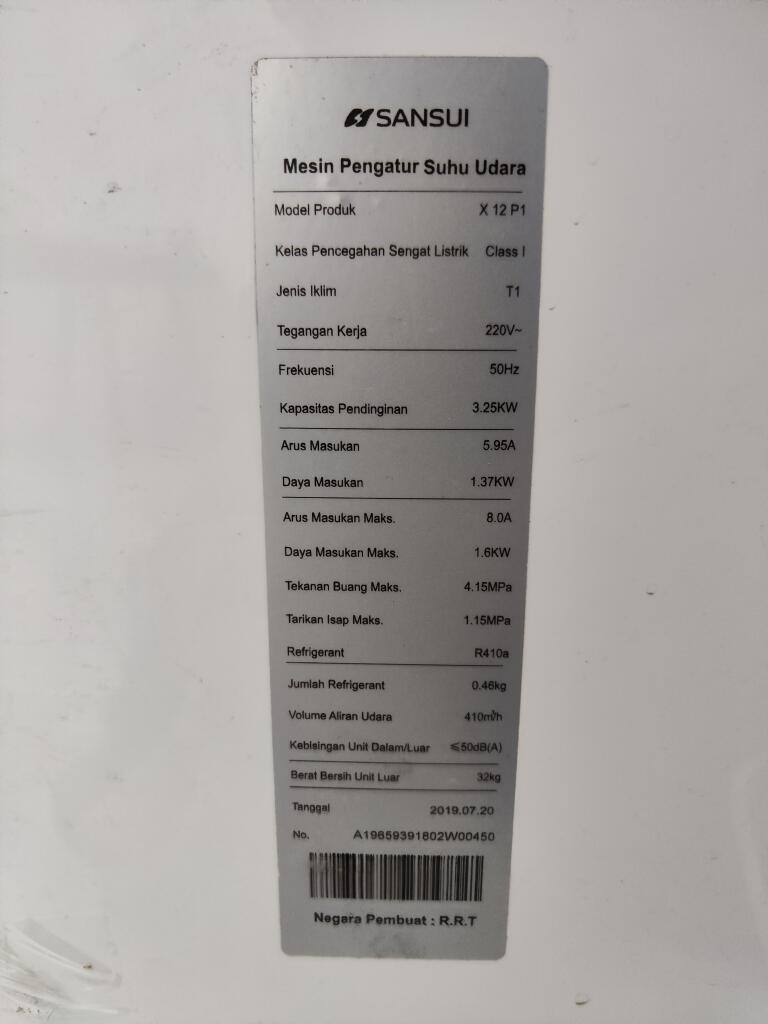 SANSUI
Mesin Pengatur Suhu Udara
Model Produk X 12 P1
Kelas Pencegahan Sengat Listrik Class I
Jenis Iklim T1
Tegangan Kerja 220V~
Frekuensi 50Hz
Kapasitas Pendinginan 3.25KW
Arus Masukan 5.95A
Daya Masukan 1.37KW
Arus Masukan Maks. 8.0A
Daya Masukan Maks. 1.6KW
Tekanan Buang Maks. 4.15MPa
Tarikan Isap Maks. 1.15MPa
Refrigerant R410a
Jumlah Refrigerant 0.46kg
Volume Aliran Udara 410m³/h
Kebisingan Unit Dalam/Luar ≤50dB(A)
Berat Bersih Unit Luar 32kg
Tanggal 2019.07.20
No. A19659391802W00450
Negara Pembuat : R.R.T